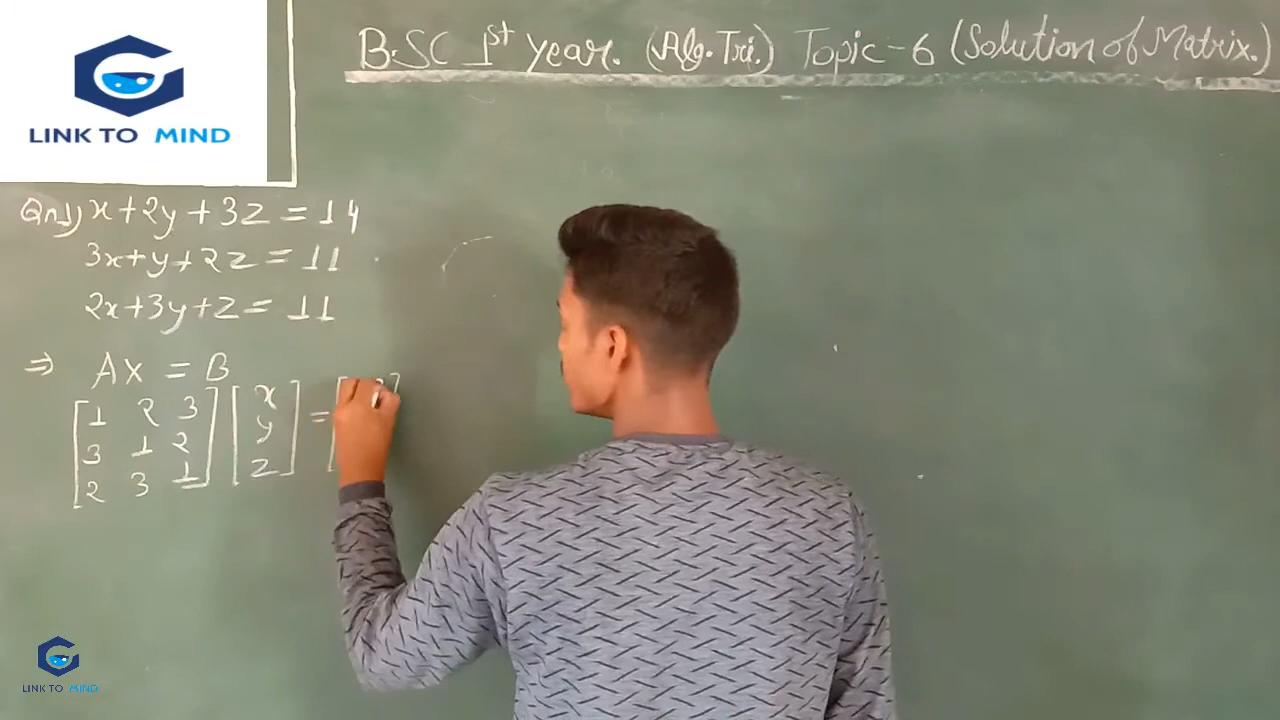 B.SC 1st year. (Alg. Tri.) Topic-6 (Solution of Matrix.)
LINK TO MIND
Qn1) x+2y+3z=14
3x+y+2z=11
2x+3y+z=11
⇒ AX = B
[1 2 3] [x] = [
[3 1 2] [y]
[2 3 1] [z]
LINK TO MIND